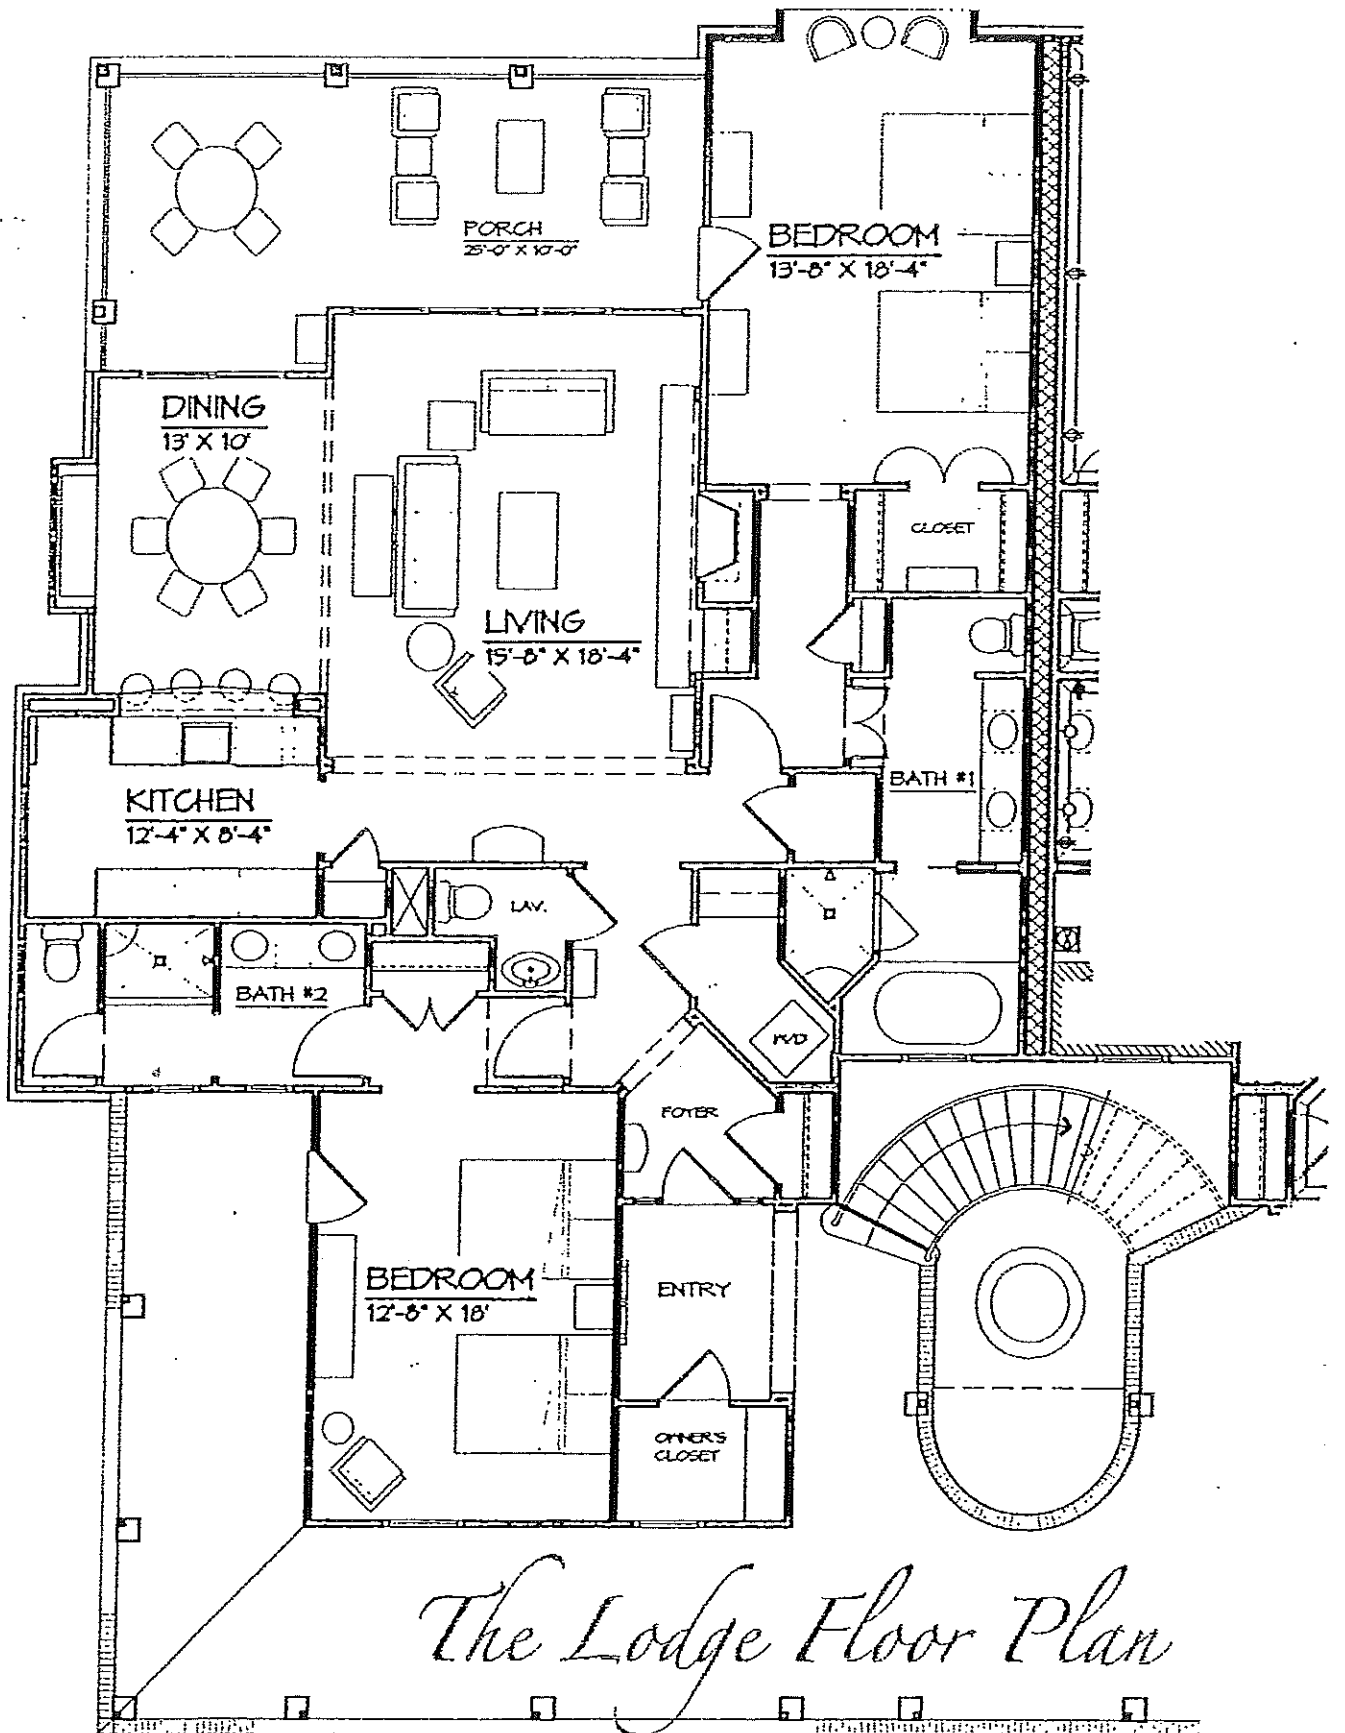 PORCH
25'-0" X 10'-0"
BEDROOM
13'-8" X 18'-4"
DINING
13' X 10'
CLOSET
LIVING
15'-8" X 18'-4"
BATH #1
KITCHEN
12'-4" X 8'-4"
LAV.
BATH #2
W/D
FOYER
BEDROOM
12'-8" X 18'
ENTRY
OWNER'S
CLOSET
The Lodge Floor Plan